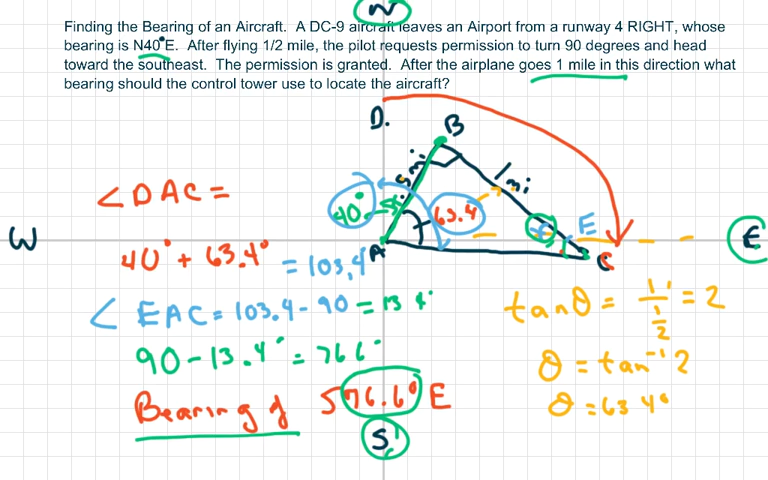 N
Finding the Bearing of an Aircraft. A DC-9 aircraft leaves an Airport from a runway 4 RIGHT, whose
bearing is N40°E. After flying 1/2 mile, the pilot requests permission to turn 90 degrees and head
toward the southeast. The permission is granted. After the airplane goes 1 mile in this direction what
bearing should the control tower use to locate the aircraft?
D.
B
.5 mi
1 mi
∠DAC =
40°
63.4
E
W
E
A
C
40° + 63.4° = 103.4°
∠ EAC = 103.4 - 90 = 13.4°
tanθ = 1/(1/2) = 2
90 - 13.4° = 76.6°
θ = tan⁻¹ 2
Bearing of S76.6°E
θ = 63.4°
S